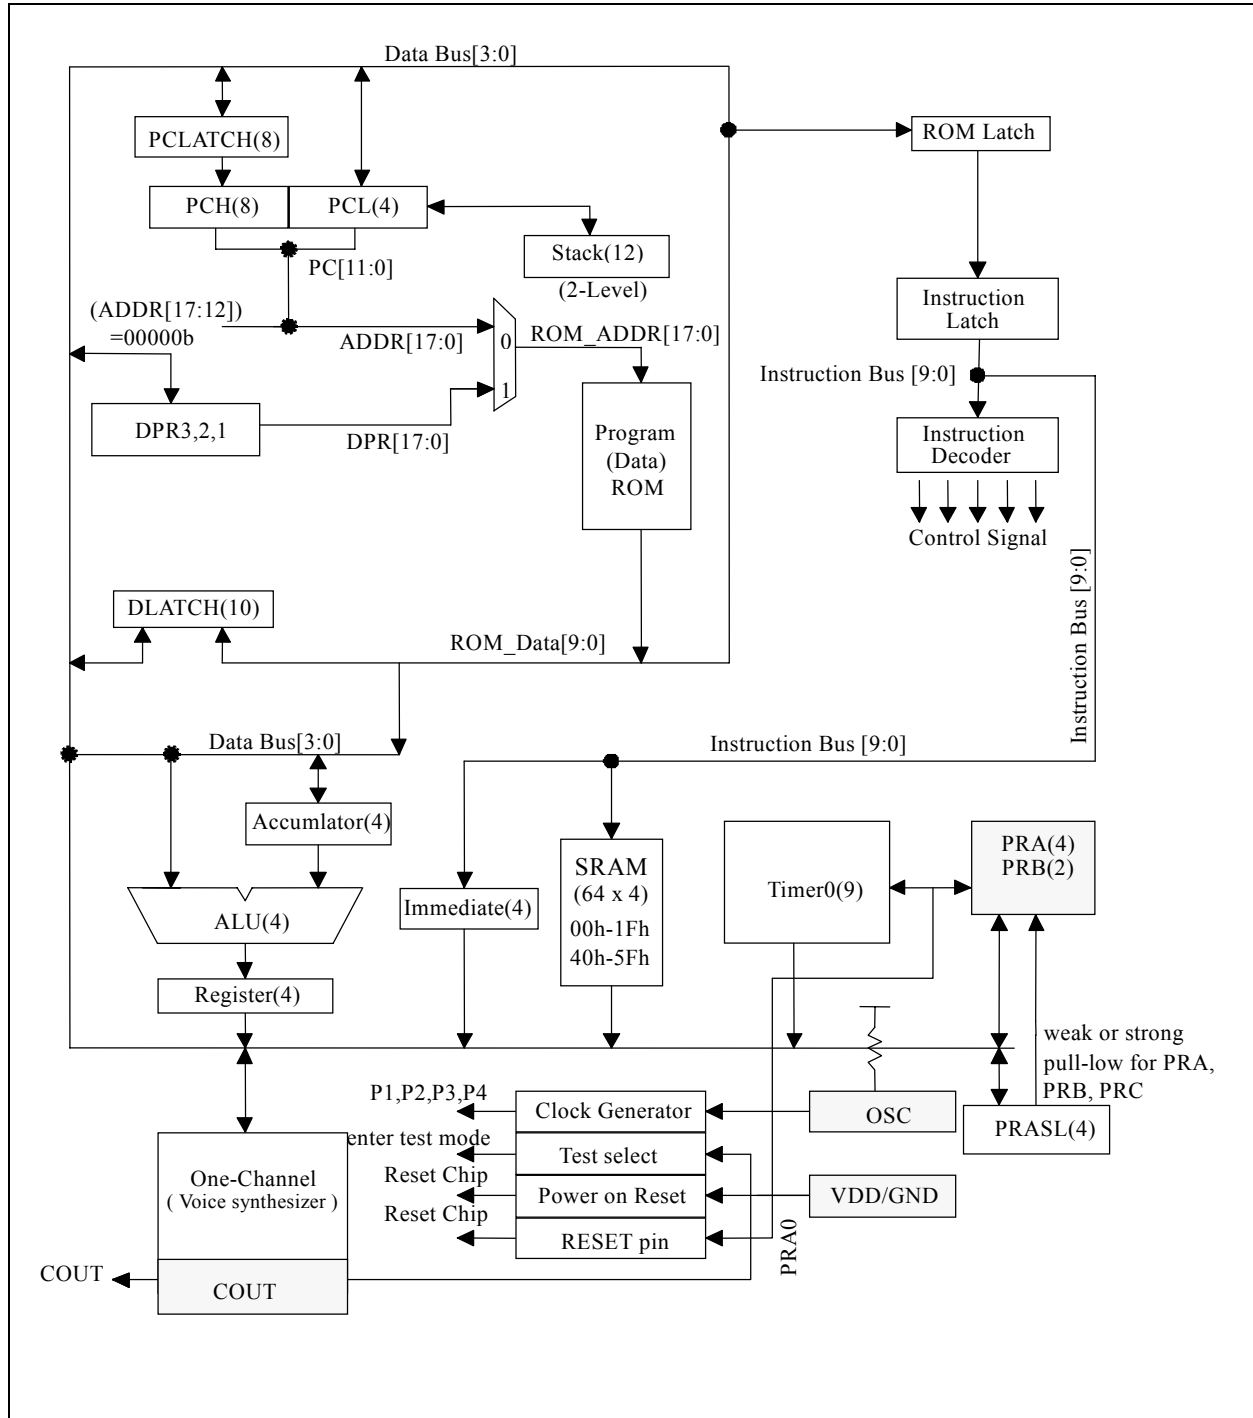 Data Bus[3:0]
PCLATCH(8)
ROM Latch
PCH(8)
PCL(4)
Stack(12)
(2-Level)
PC[11:0]
(ADDR[17:12])
=00000b
ADDR[17:0]
0
1
ROM_ADDR[17:0]
Instruction
Latch
Instruction Bus [9:0]
DPR3,2,1
DPR[17:0]
Program
(Data)
ROM
Instruction
Decoder
Control Signal
Instruction Bus [9:0]
DLATCH(10)
ROM_Data[9:0]
Data Bus[3:0]
Instruction Bus [9:0]
Accumlator(4)
ALU(4)
Register(4)
Immediate(4)
SRAM
(64 x 4)
00h-1Fh
40h-5Fh
Timer0(9)
PRA(4)
PRB(2)
weak or strong
pull-low for PRA,
PRB, PRC
PRASL(4)
P1,P2,P3,P4
Clock Generator
OSC
enter test mode
Test select
Reset Chip
Power on Reset
VDD/GND
Reset Chip
RESET pin
PRA0
One-Channel
( Voice synthesizer )
COUT
COUT